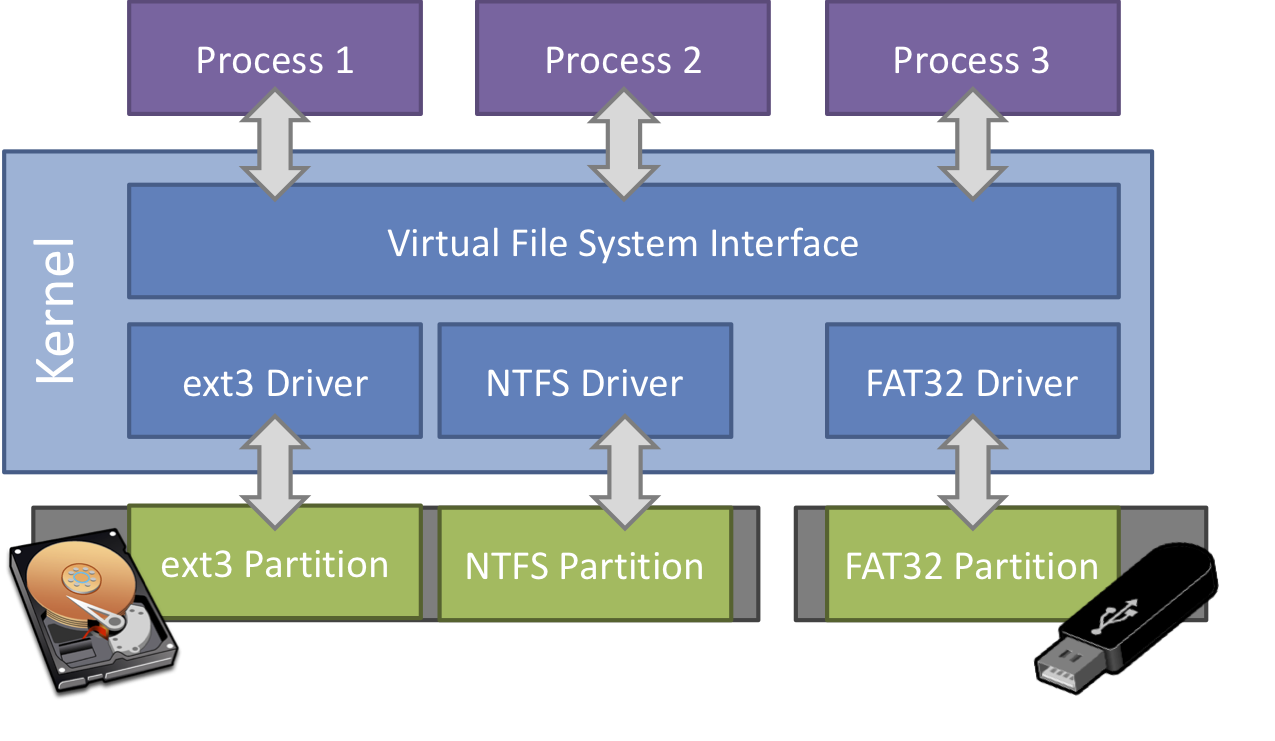 Process 1
Process 2
Process 3
Kernel
Virtual File System Interface
ext3 Driver
NTFS Driver
FAT32 Driver
ext3 Partition
NTFS Partition
FAT32 Partition